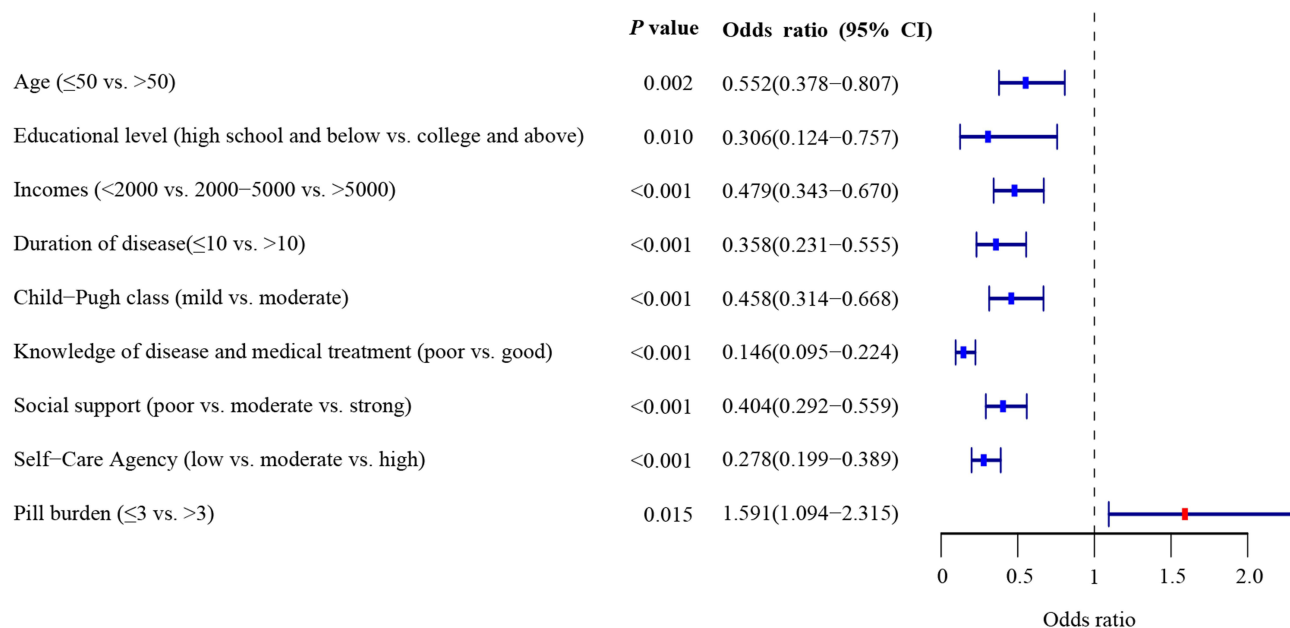 P value Odds ratio (95% CI)
Age (≤50 vs. >50) 0.002 0.552(0.378−0.807)
Educational level (high school and below vs. college and above) 0.010 0.306(0.124−0.757)
Incomes (<2000 vs. 2000−5000 vs. >5000) <0.001 0.479(0.343−0.670)
Duration of disease(≤10 vs. >10) <0.001 0.358(0.231−0.555)
Child−Pugh class (mild vs. moderate) <0.001 0.458(0.314−0.668)
Knowledge of disease and medical treatment (poor vs. good) <0.001 0.146(0.095−0.224)
Social support (poor vs. moderate vs. strong) <0.001 0.404(0.292−0.559)
Self−Care Agency (low vs. moderate vs. high) <0.001 0.278(0.199−0.389)
Pill burden (≤3 vs. >3) 0.015 1.591(1.094−2.315)
0 0.5 1 1.5 2.0
Odds ratio